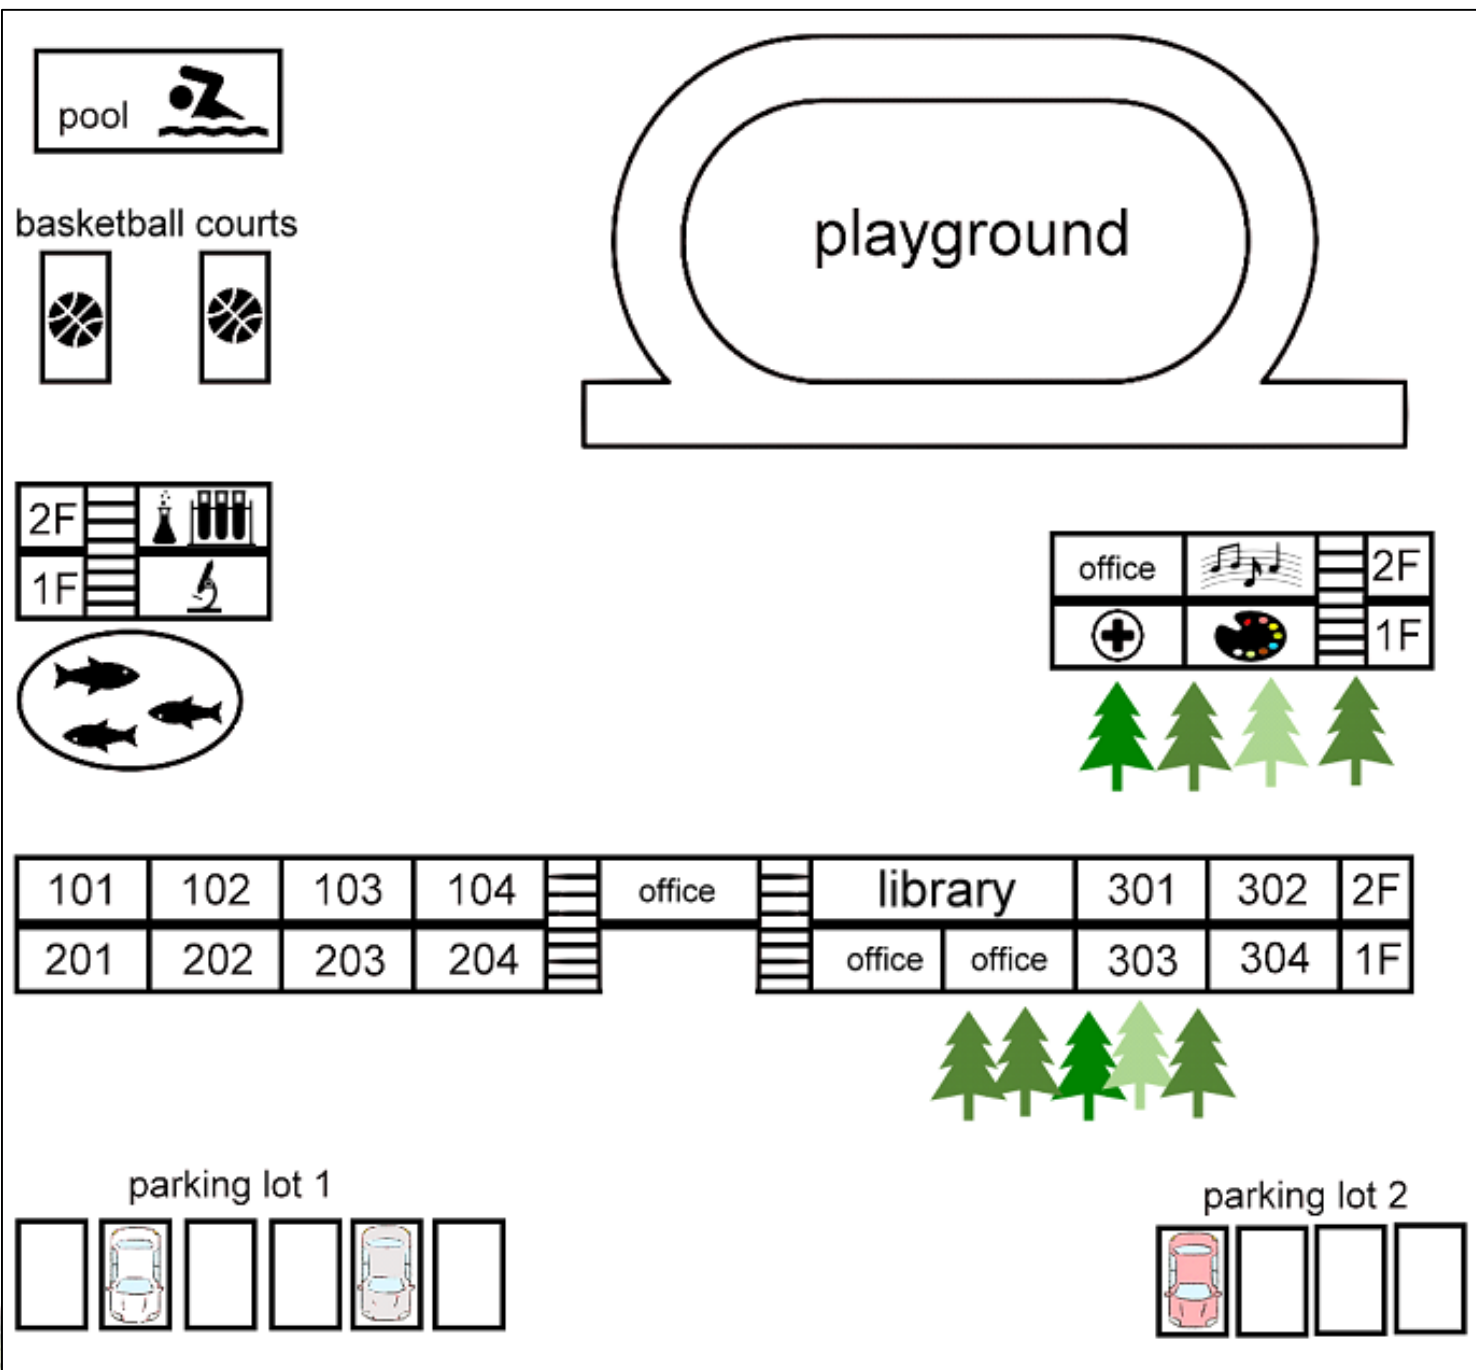 pool
basketball courts
playground
2F
1F
office 2F
1F
101 102 103 104 office library 301 302 2F
201 202 203 204 office office 303 304 1F
parking lot 1
parking lot 2